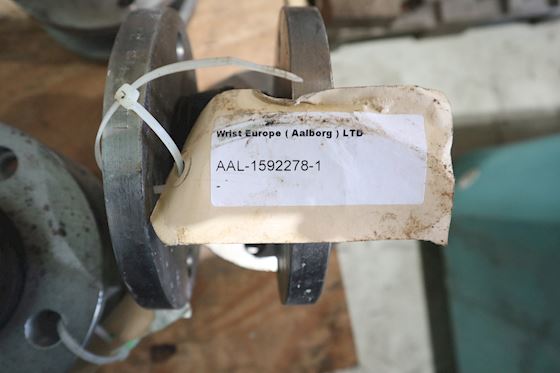 Wrist Europe ( Aalborg ) LTD
AAL-1592278-1